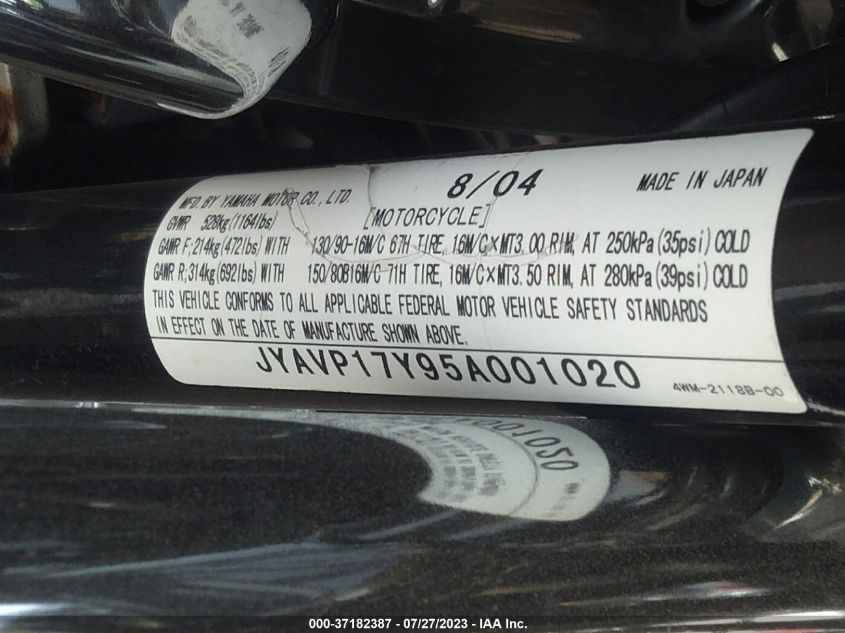 MFD. BY YAMAHA MOTOR CO., LTD. 8/04 MADE IN JAPAN
GVWR 528kg(1164lbs) [MOTORCYCLE]
GAWR F;214kg(472lbs) WITH 130/90-16M/C 67H TIRE, 16M/C×MT3.00 RIM, AT 250kPa(35psi) COLD
GAWR R;314kg(692lbs) WITH 150/80B16M/C 71H TIRE, 16M/C×MT3.50 RIM, AT 280kPa(39psi) COLD
THIS VEHICLE CONFORMS TO ALL APPLICABLE FEDERAL MOTOR VEHICLE SAFETY STANDARDS
IN EFFECT ON THE DATE OF MANUFACTURE SHOWN ABOVE.
JYAVP17Y95A001020 4WM-2118B-00
000-37182387 - 07/27/2023 - IAA Inc.